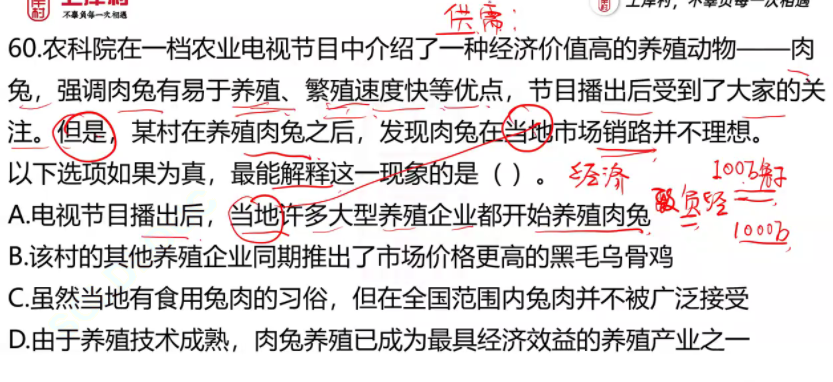 上岸村
不辜负每一次相遇
上岸村，不辜负每一次相遇
供需：
60.农科院在一档农业电视节目中介绍了一种经济价值高的养殖动物——肉
兔，强调肉兔有易于养殖、繁殖速度快等优点，节目播出后受到了大家的关
注。但是，某村在养殖肉兔之后，发现肉兔在当地市场销路并不理想。
以下选项如果为真，最能解释这一现象的是（ ）。
经济
100万
A.电视节目播出后，当地许多大型养殖企业都开始养殖肉兔
1000万
B.该村的其他养殖企业同期推出了市场价格更高的黑毛乌骨鸡
C.虽然当地有食用兔肉的习俗，但在全国范围内兔肉并不被广泛接受
D.由于养殖技术成熟，肉兔养殖已成为最具经济效益的养殖产业之一